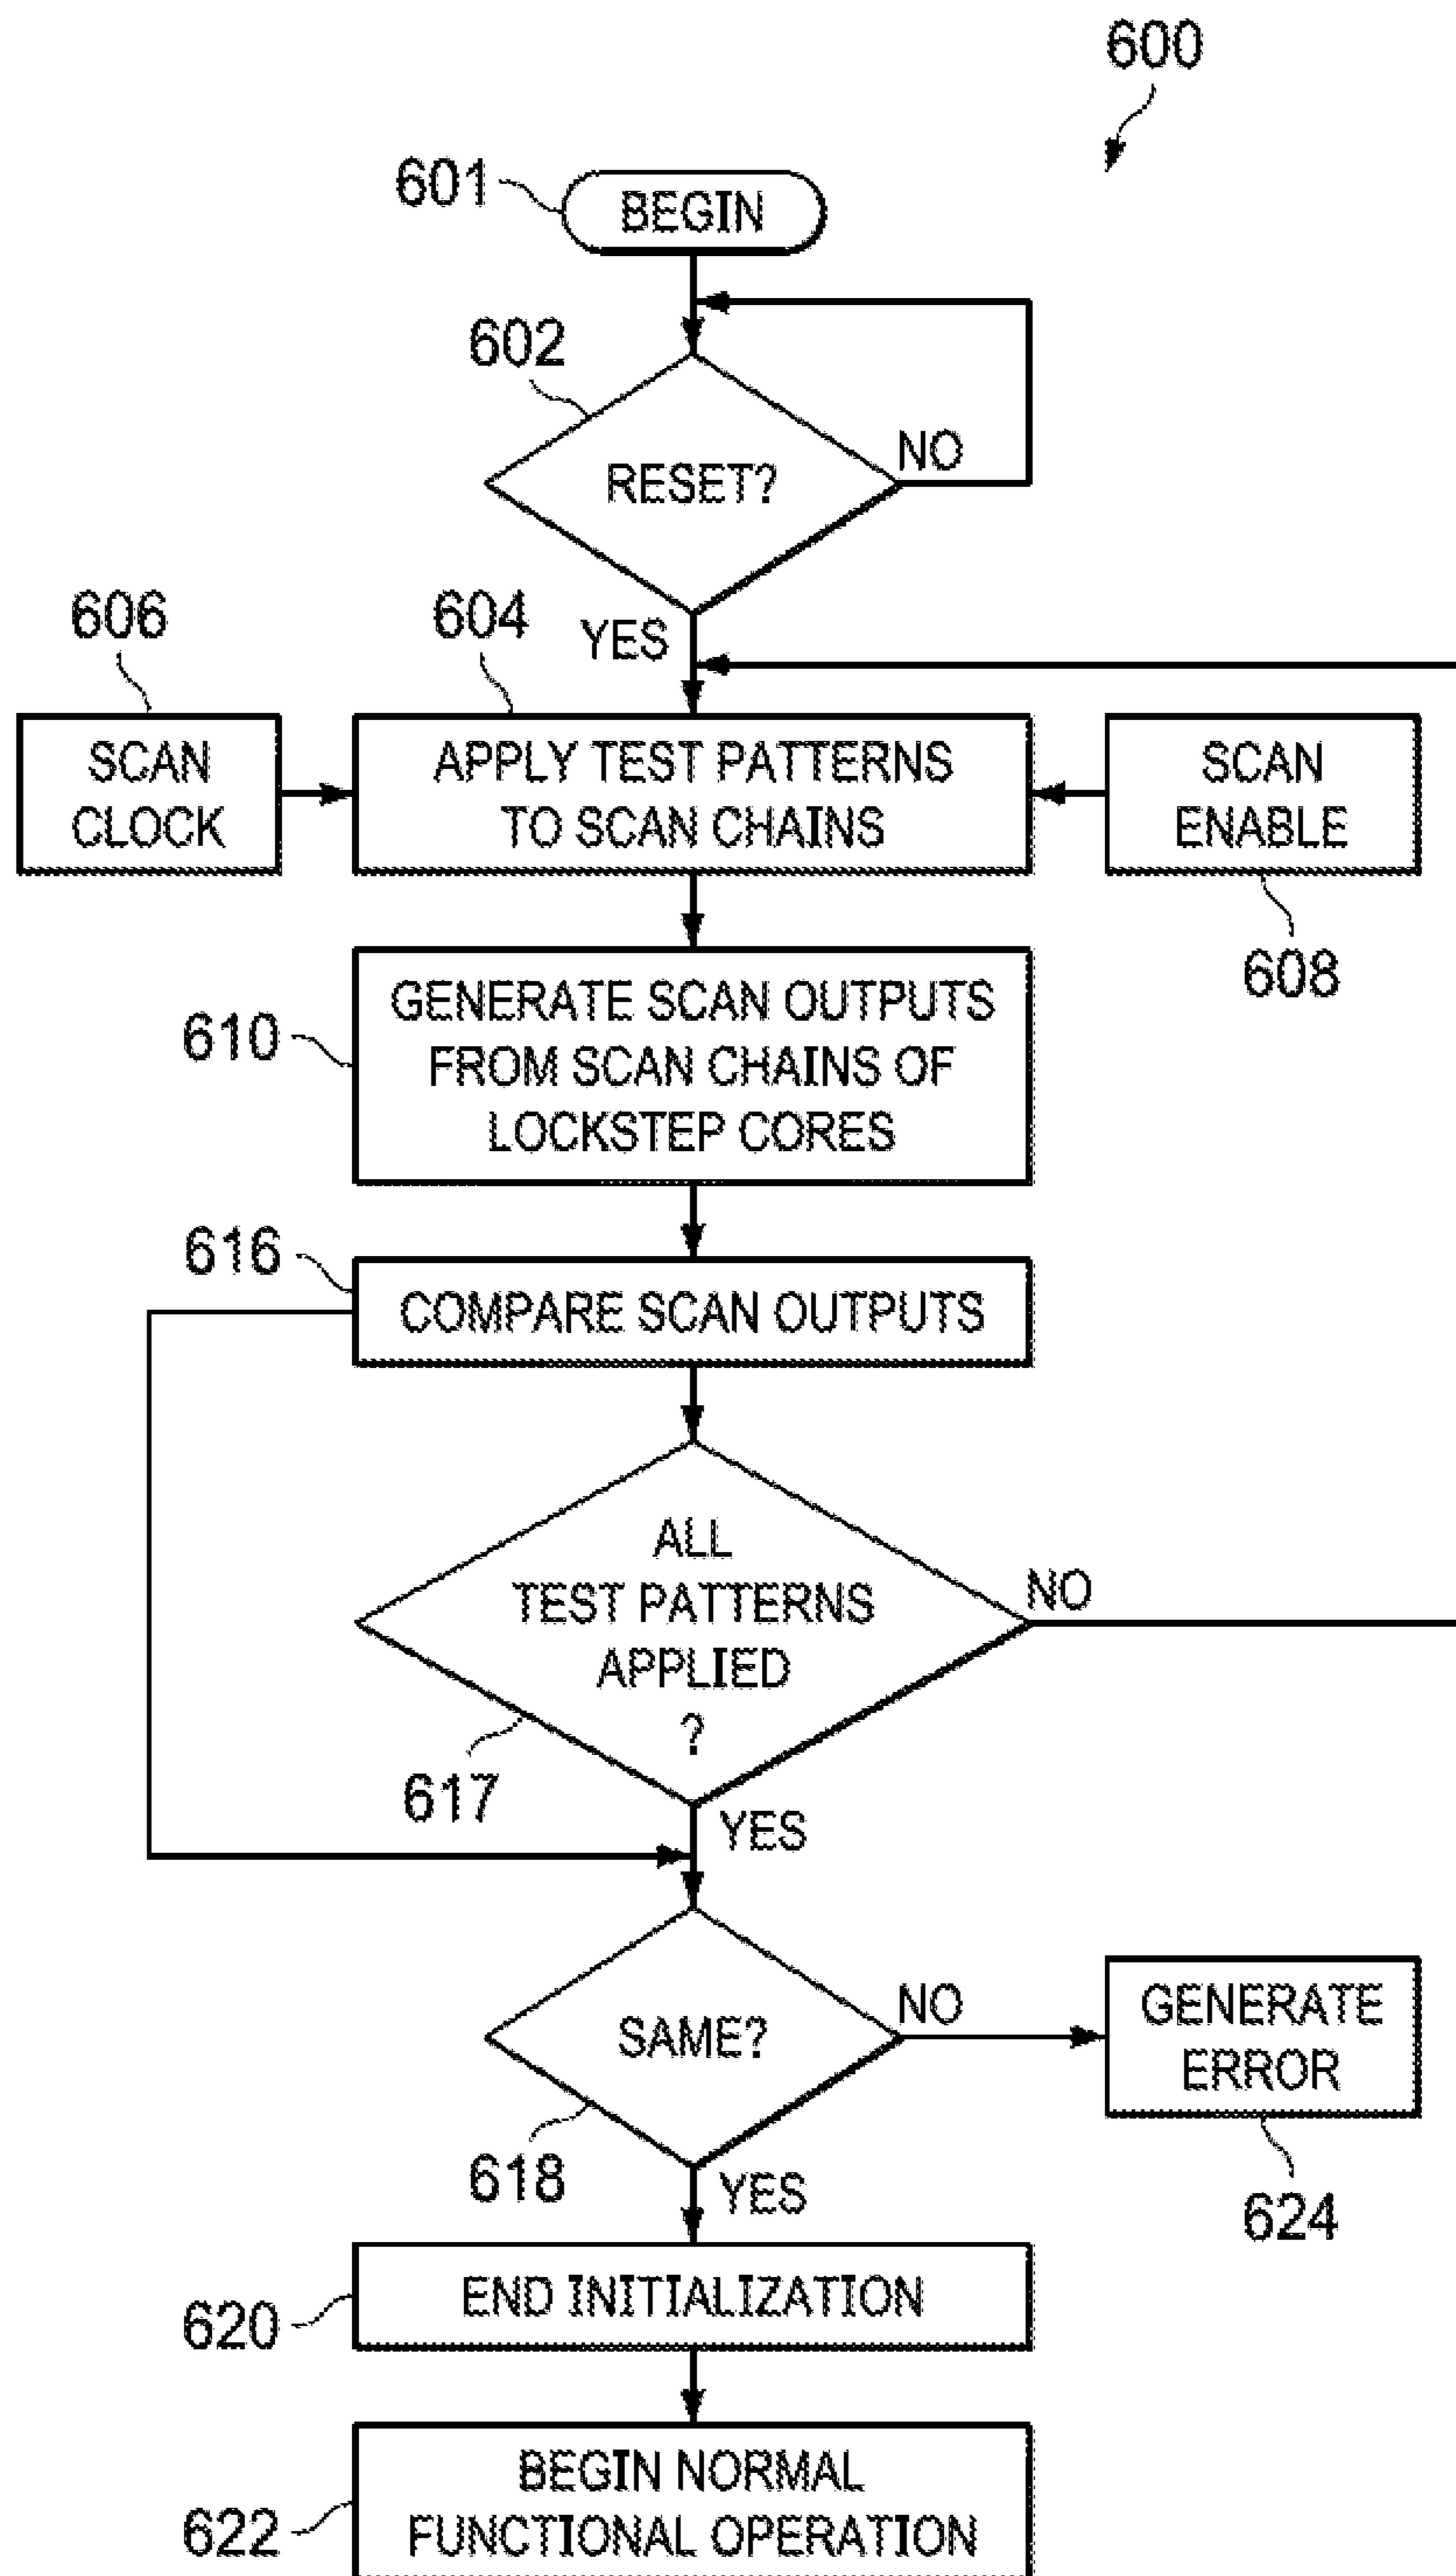 600
601
BEGIN
602
RESET?
NO
YES
606
604
SCAN
CLOCK
APPLY TEST PATTERNS
TO SCAN CHAINS
SCAN
ENABLE
608
610
GENERATE SCAN OUTPUTS
FROM SCAN CHAINS OF
LOCKSTEP CORES
616
COMPARE SCAN OUTPUTS
ALL
TEST PATTERNS
APPLIED
?
NO
617
YES
SAME?
NO
GENERATE
ERROR
618
YES
624
620
END INITIALIZATION
622
BEGIN NORMAL
FUNCTIONAL OPERATION